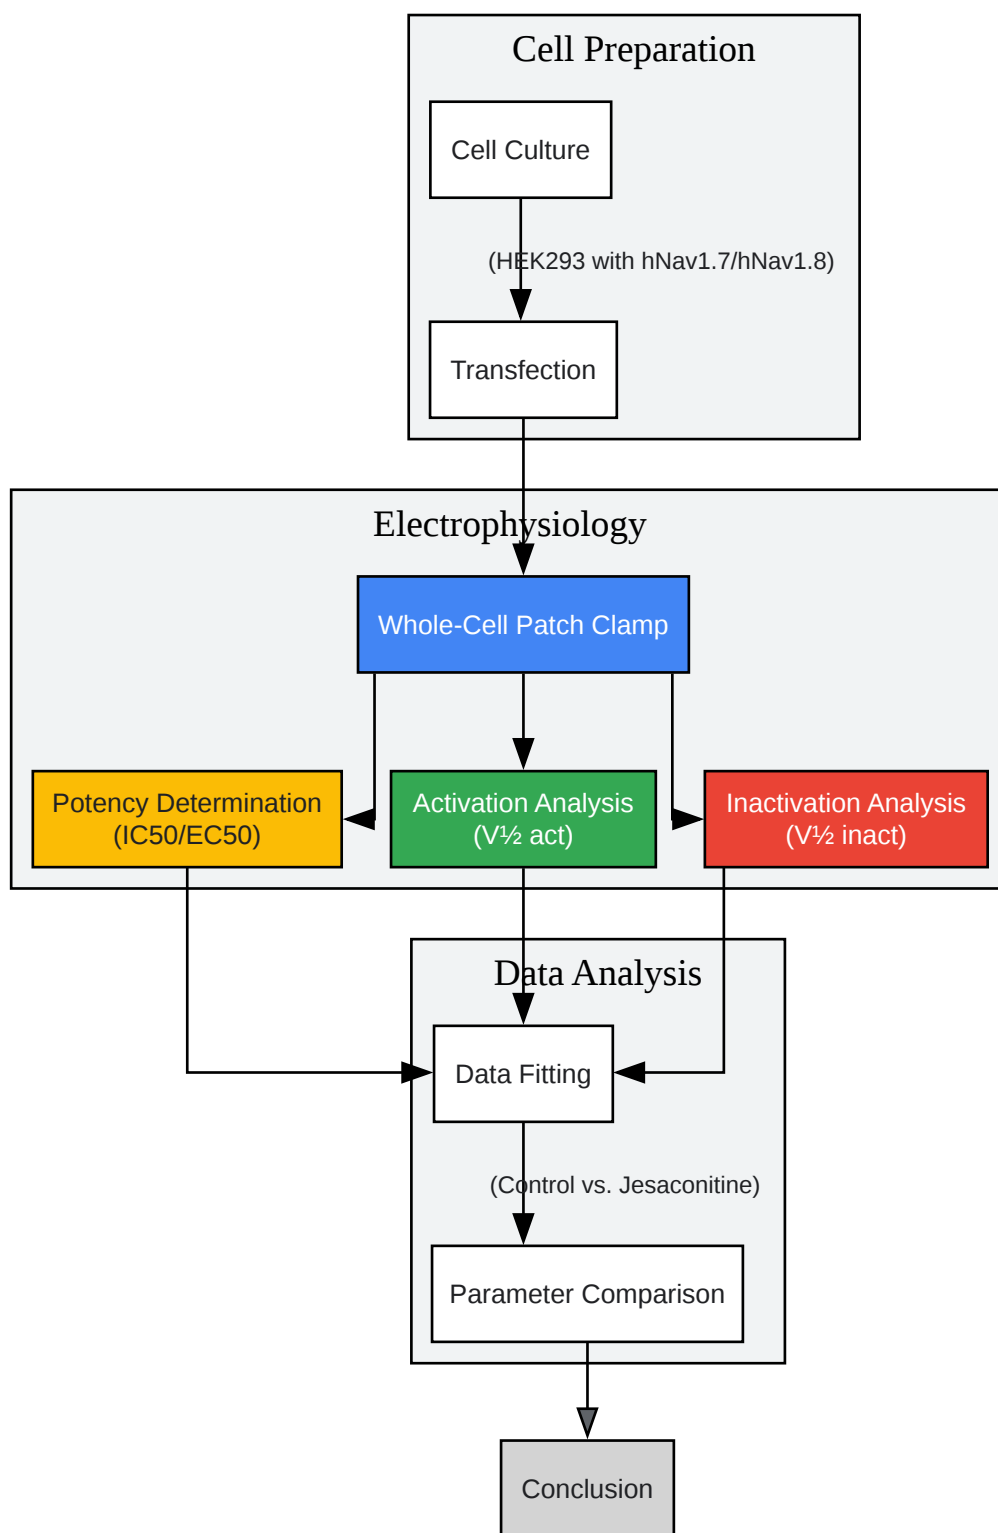 Cell Preparation
Cell Culture
(HEK293 with hNav1.7/hNav1.8)
Transfection
Electrophysiology
Whole-Cell Patch Clamp
Potency Determination
(IC50/EC50)
Activation Analysis
(V½ act)
Inactivation Analysis
(V½ inact)
Data Analysis
Data Fitting
(Control vs. Jesaconitine)
Parameter Comparison
Conclusion